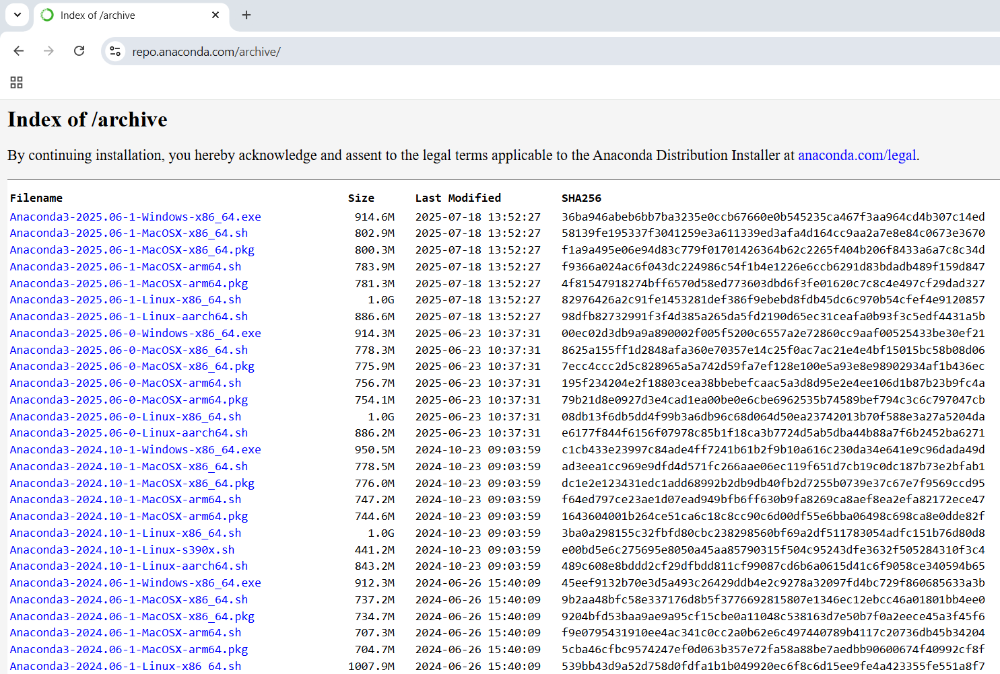 Index of /archive
repo.anaconda.com/archive/
Index of /archive
By continuing installation, you hereby acknowledge and assent to the legal terms applicable to the Anaconda Distribution Installer at anaconda.com/legal.
Filename Size Last Modified SHA256
Anaconda3-2025.06-1-Windows-x86_64.exe 914.6M 2025-07-18 13:52:27 36ba946abeb6bb7ba3235e0ccb67660e0b545235ca467f3aa964cd4b307c14ed
Anaconda3-2025.06-1-MacOSX-x86_64.sh 802.9M 2025-07-18 13:52:27 58139fe195337f3041259e3a611339ed3afa4d164cc9aa2a7e8e84c0673e3670
Anaconda3-2025.06-1-MacOSX-x86_64.pkg 800.3M 2025-07-18 13:52:27 f1a9a495e06e94d83c779f01701426364b62c2265f404b206f8433a6a7c8c34d
Anaconda3-2025.06-1-MacOSX-arm64.sh 783.9M 2025-07-18 13:52:27 f9366a024ac6f043dc224986c54f1b4e1226e6ccb6291d83bdadb489f159d847
Anaconda3-2025.06-1-MacOSX-arm64.pkg 781.3M 2025-07-18 13:52:27 4f81547918274bff6570d58ed773603dbd6f3fe01620c7c8c4e497cf29dad327
Anaconda3-2025.06-1-Linux-x86_64.sh 1.0G 2025-07-18 13:52:27 82976426a2c91fe1453281def386f9ebebd8fdb45dc6c970b54cfef4e9120857
Anaconda3-2025.06-1-Linux-aarch64.sh 886.6M 2025-07-18 13:52:27 98dfb82732991f3f4d385a265da5fd2190d65ec31ceafa0b93f3c5edf4431a5b
Anaconda3-2025.06-0-Windows-x86_64.exe 914.3M 2025-06-23 10:37:31 00ec02d3db9a9a890002f005f5200c6557a2e72860cc9aaf00525433be30ef21
Anaconda3-2025.06-0-MacOSX-x86_64.sh 778.3M 2025-06-23 10:37:31 8625a155ff1d2848afa360e70357e14c25f0ac7ac21e4e4bf15015bc58b08d06
Anaconda3-2025.06-0-MacOSX-x86_64.pkg 775.9M 2025-06-23 10:37:31 7ecc4ccc2d5c828965a5a742d59fa7ef128e100e5a93e8e98902934af1b436ec
Anaconda3-2025.06-0-MacOSX-arm64.sh 756.7M 2025-06-23 10:37:31 195f234204e2f18803cea38bbebefcaac5a3d8d95e2e4ee106d1b87b23b9fc4a
Anaconda3-2025.06-0-MacOSX-arm64.pkg 754.1M 2025-06-23 10:37:31 79b21d8e0927d3e4cad1ea00be0e6cbe6962535b74589bef794c3c6c797047cb
Anaconda3-2025.06-0-Linux-x86_64.sh 1.0G 2025-06-23 10:37:31 08db13f6db5dd4f99b3a6db96c68d064d50ea23742013b70f588e3a27a5204da
Anaconda3-2025.06-0-Linux-aarch64.sh 886.2M 2025-06-23 10:37:31 e6177f844f6156f07978c85b1f18ca3b7724d5ab5dba44b88a7f6b2452ba6271
Anaconda3-2024.10-1-Windows-x86_64.exe 950.5M 2024-10-23 09:03:59 c1cb433e23997c84ade4ff7241b61b2f9b10a616c230da34e641e9c96dada49d
Anaconda3-2024.10-1-MacOSX-x86_64.sh 778.5M 2024-10-23 09:03:59 ad3eea1cc969e9dfd4d571fc266aae06ec119f651d7cb19c0dc187b73e2bfab1
Anaconda3-2024.10-1-MacOSX-x86_64.pkg 776.0M 2024-10-23 09:03:59 dc1e2e123431edc1add68992b2db9db40fb2d7255b0739e37c67e7f9569ccd95
Anaconda3-2024.10-1-MacOSX-arm64.sh 747.2M 2024-10-23 09:03:59 f64ed797ce23ae1d07ead949bfb6ff630b9fa8269ca8aef8ea2efa82172ece47
Anaconda3-2024.10-1-MacOSX-arm64.pkg 744.6M 2024-10-23 09:03:59 1643604001b264ce51ca6c18c8cc90c6d00df55e6bba06498c698ca8e0dde82f
Anaconda3-2024.10-1-Linux-x86_64.sh 1.0G 2024-10-23 09:03:59 3ba0a298155c32fbfd80cbc238298560bf69a2df511783054adfc151b76d80d8
Anaconda3-2024.10-1-Linux-s390x.sh 441.2M 2024-10-23 09:03:59 e00bd5e6c275695e8050a45aa85790315f504c95243dfe3632f505284310f3c4
Anaconda3-2024.10-1-Linux-aarch64.sh 843.2M 2024-10-23 09:03:59 489c608e8bddd2cf29dfbdd811cf99087cd6b6a0615d41c6f9058ce340594b65
Anaconda3-2024.06-1-Windows-x86_64.exe 912.3M 2024-06-26 15:40:09 45eef9132b70e3d5a493c26429ddb4e2c9278a32097fd4bc729f860685633a3b
Anaconda3-2024.06-1-MacOSX-x86_64.sh 737.2M 2024-06-26 15:40:09 9b2aa48bfc58e337176d8b5f3776692815807e1346ec12ebcc46a01801bb4ee0
Anaconda3-2024.06-1-MacOSX-x86_64.pkg 734.7M 2024-06-26 15:40:09 9204bfd53baa9ae9a95cf15cbe0a11048c538163d7e50b7f0a2eece45a3f45f6
Anaconda3-2024.06-1-MacOSX-arm64.sh 707.3M 2024-06-26 15:40:09 f9e0795431910ee4ac341c0cc2a0b62e6c497440789b4117c20736db45b34204
Anaconda3-2024.06-1-MacOSX-arm64.pkg 704.7M 2024-06-26 15:40:09 5cba46cfbc9574247ef0d063b357e72fa58a88be7aedbb90600674f40992cf8f
Anaconda3-2024.06-1-Linux-x86_64.sh 1007.9M 2024-06-26 15:40:09 539bb43d9a52d758d0fdfa1b1b049920ec6f8c6d15ee9fe4a423355fe551a8f7